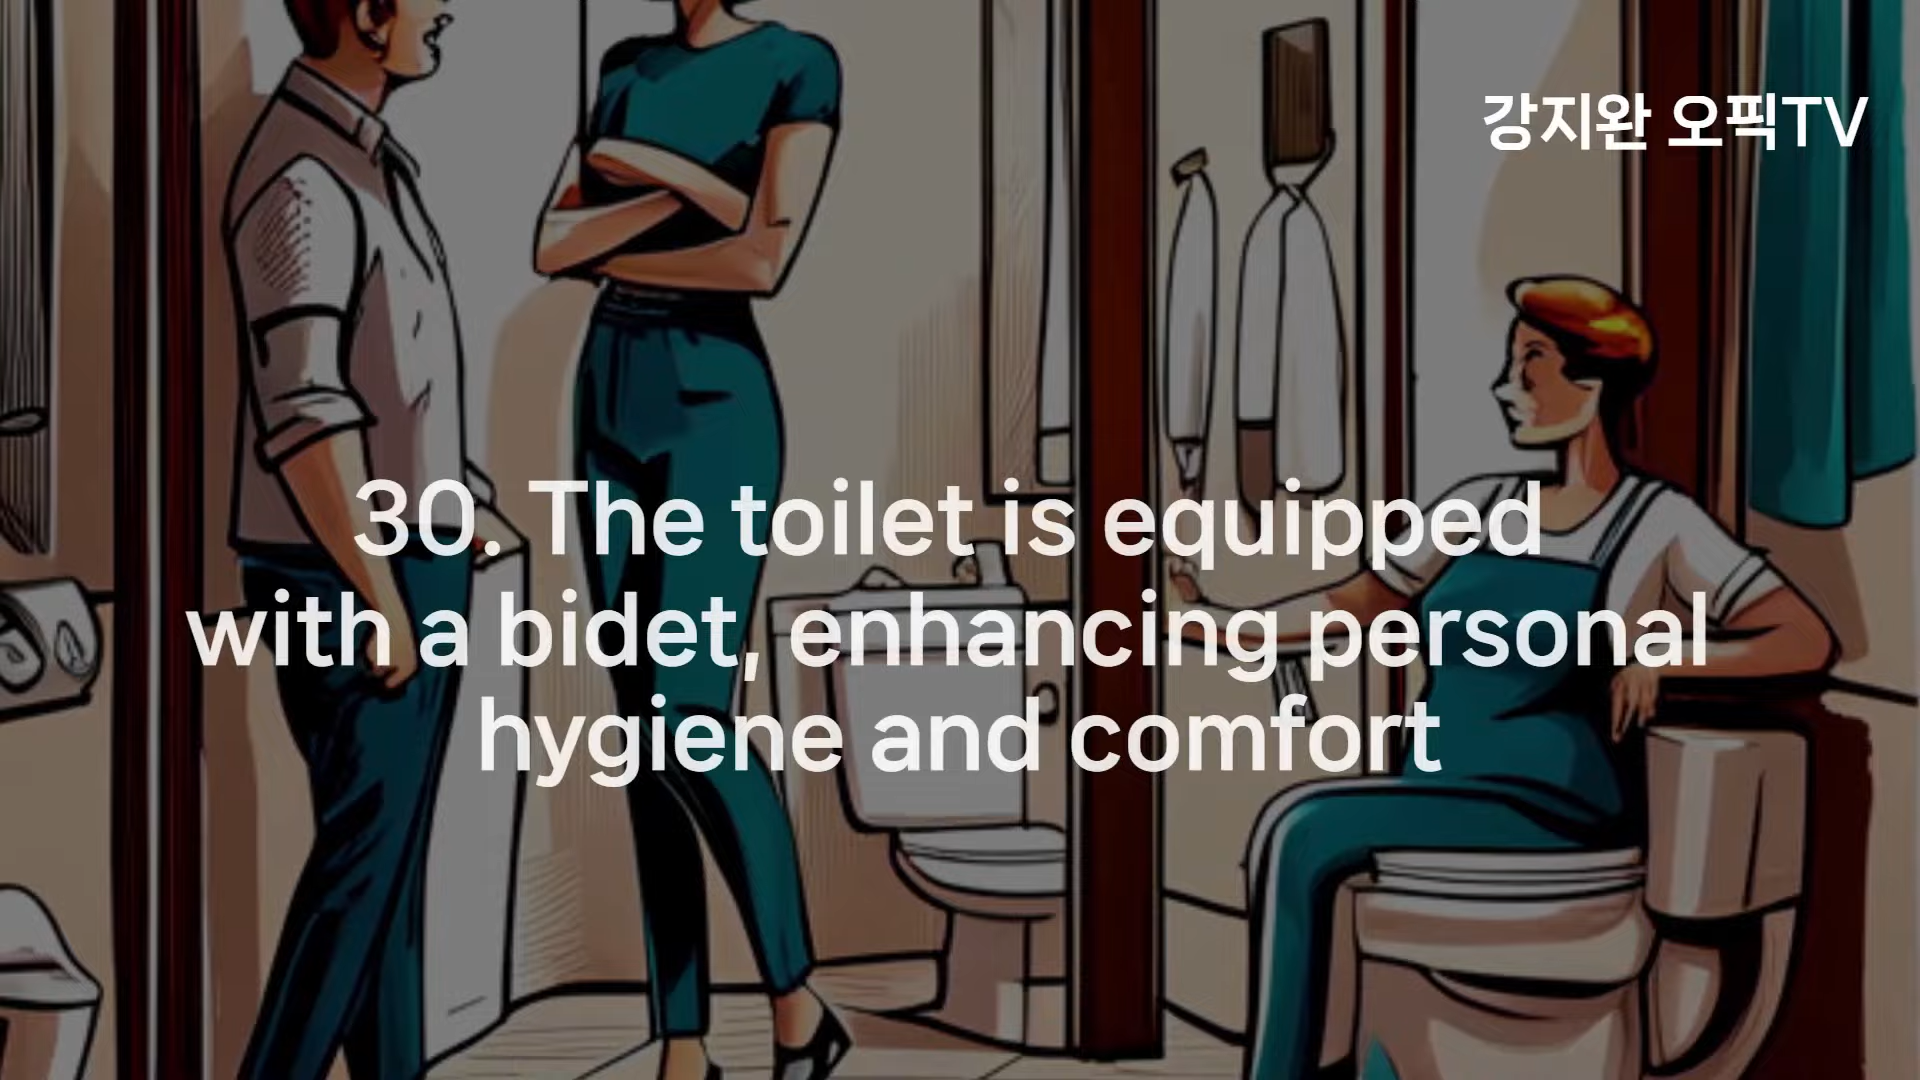 강지완 오픽TV
30. The toilet is equipped
with a bidet, enhancing personal
hygiene and comfort